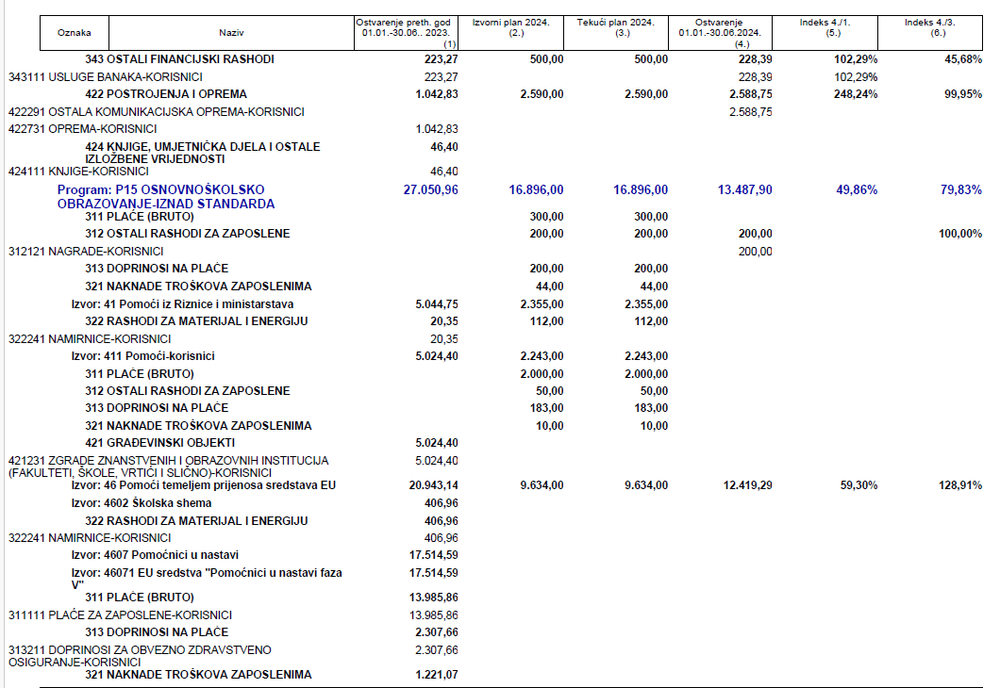 Oznaka Naziv Ostvarenje preth. god 01.01.-30.06.. 2023. (1) Izvorni plan 2024. (2.) Tekući plan 2024. (3.) Ostvarenje 01.01.-30.06.2024. (4.) Indeks 4./1. (5.) Indeks 4./3. (6.)
343 OSTALI FINANCIJSKI RASHODI 223,27 500,00 500,00 228,39 102,29% 45,68%
343111 USLUGE BANAKA-KORISNICI 223,27 228,39 102,29%
422 POSTROJENJA I OPREMA 1.042,83 2.590,00 2.590,00 2.588,75 248,24% 99,95%
422291 OSTALA KOMUNIKACIJSKA OPREMA-KORISNICI 2.588,75
422731 OPREMA-KORISNICI 1.042,83
424 KNJIGE, UMJETNIČKA DJELA I OSTALE 46,40
IZLOŽBENE VRIJEDNOSTI
424111 KNJIGE-KORISNICI 46,40
Program: P15 OSNOVNOŠKOLSKO 27.050,96 16.896,00 16.896,00 13.487,90 49,86% 79,83%
OBRAZOVANJE-IZNAD STANDARDA
311 PLAĆE (BRUTO) 300,00 300,00
312 OSTALI RASHODI ZA ZAPOSLENE 200,00 200,00 200,00 100,00%
312121 NAGRADE-KORISNICI 200,00
313 DOPRINOSI NA PLAĆE 200,00 200,00
321 NAKNADE TROŠKOVA ZAPOSLENIMA 44,00 44,00
Izvor: 41 Pomoći iz Riznice i ministarstava 5.044,75 2.355,00 2.355,00
322 RASHODI ZA MATERIJAL I ENERGIJU 20,35 112,00 112,00
322241 NAMIRNICE-KORISNICI 20,35
Izvor: 411 Pomoći-korisnici 5.024,40 2.243,00 2.243,00
311 PLAĆE (BRUTO) 2.000,00 2.000,00
312 OSTALI RASHODI ZA ZAPOSLENE 50,00 50,00
313 DOPRINOSI NA PLAĆE 183,00 183,00
321 NAKNADE TROŠKOVA ZAPOSLENIMA 10,00 10,00
421 GRAĐEVINSKI OBJEKTI 5.024,40
421231 ZGRADE ZNANSTVENIH I OBRAZOVNIH INSTITUCIJA 5.024,40
(FAKULTETI, ŠKOLE, VRTIĆI I SLIČNO)-KORISNICI
Izvor: 46 Pomoći temeljem prijenosa sredstava EU 20.943,14 9.634,00 9.634,00 12.419,29 59,30% 128,91%
Izvor: 4602 Školska shema 406,96
322 RASHODI ZA MATERIJAL I ENERGIJU 406,96
322241 NAMIRNICE-KORISNICI 406,96
Izvor: 4607 Pomoćnici u nastavi 17.514,59
Izvor: 46071 EU sredstva "Pomoćnici u nastavi faza 17.514,59
V"
311 PLAĆE (BRUTO) 13.985,86
311111 PLAĆE ZA ZAPOSLENE-KORISNICI 13.985,86
313 DOPRINOSI NA PLAĆE 2.307,66
313211 DOPRINOSI ZA OBVEZNO ZDRAVSTVENO 2.307,66
OSIGURANJE-KORISNICI
321 NAKNADE TROŠKOVA ZAPOSLENIMA 1.221,07